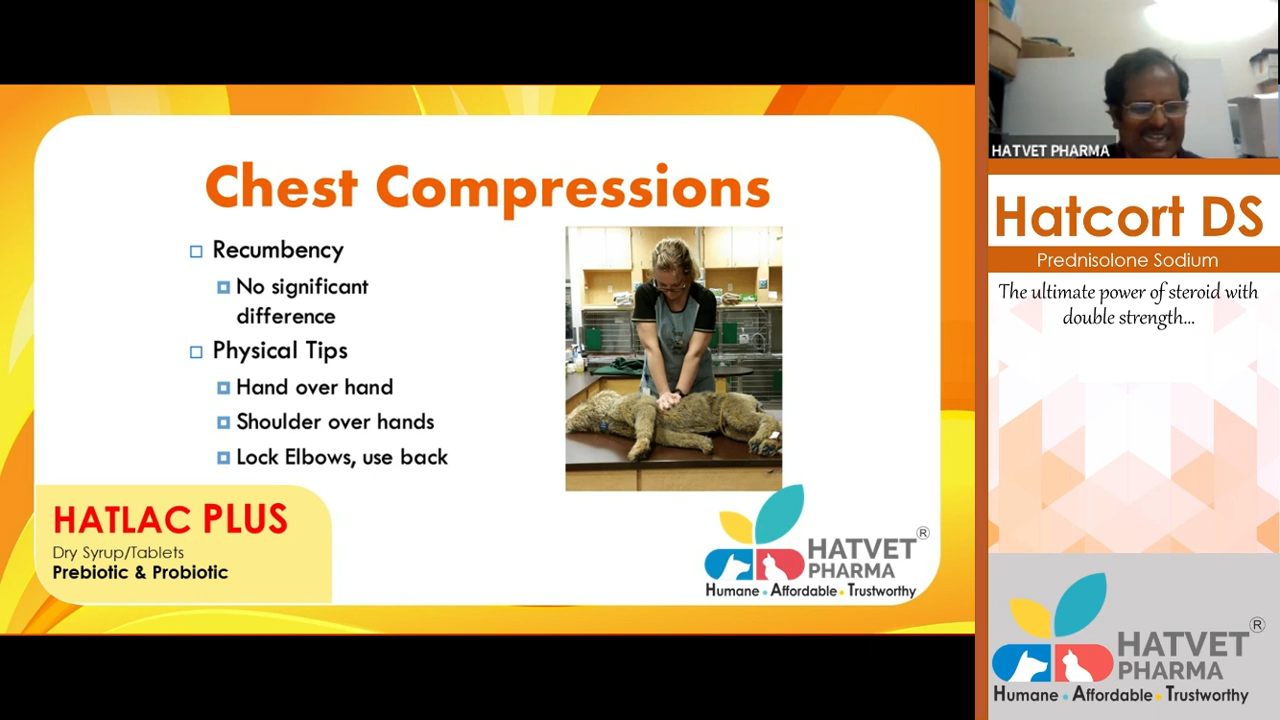 Chest Compressions
Recumbency
No significant
difference
Physical Tips
Hand over hand
Shoulder over hands
Lock Elbows, use back
HATLAC PLUS
Dry Syrup/Tablets
Prebiotic & Probiotic
HATVET ®
PHARMA
Humane • Affordable • Trustworthy
HATVET PHARMA
Hatcort DS
Prednisolone Sodium
The ultimate power of steroid with
double strength...
HATVET ®
PHARMA
Humane • Affordable • Trustworthy